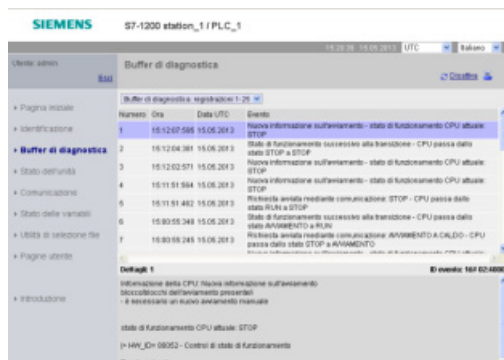 SIEMENS
S7-1200 station_1 / PLC_1
15:20:39 15.05.2013 UTC Italiano
Utente: admin
Esci
Buffer di diagnostica
Disattiva
Buffer di diagnostica: registrazioni 1-25
Pagina iniziale
Identificazione
Buffer di diagnostica
Stato dell'unità
Comunicazione
Stato delle variabili
Utilità di selezione file
Pagine utente
Introduzione
Numero Ora Data UTC Evento
1 15:12:07:595 15.05.2013 Nuova informazione sull'avviamento - stato di funzionamento CPU attuale: STOP
2 15:12:04:381 15.05.2013 Stato di funzionamento successivo alla transizione - CPU passa dallo stato STOP a STOP
3 15:12:02:571 15.05.2013 Nuova informazione sull'avviamento - stato di funzionamento CPU attuale: STOP
4 15:11:51:564 15.05.2013 Nuova informazione sull'avviamento - stato di funzionamento CPU attuale: STOP
5 15:11:51:462 15.05.2013 Richiesta avviata mediante comunicazione: STOP - CPU passa dallo stato RUN a STOP
6 15:00:55:348 15.05.2013 Stato di funzionamento successivo alla transizione - CPU passa dallo stato AVVIAMENTO a RUN
7 15:00:55:245 15.05.2013 Richiesta avviata mediante comunicazione: AVVIAMENTO A CALDO - CPU passa dallo stato STOP a AVVIAMENTO
Dettagli: 1 ID evento: 16# 02:4000
Informazione della CPU: Nuova informazione sull'avviamento
blocco/blocchi dell'avviamento presente/i
- è necessario un nuovo avviamento manuale
stato di funzionamento CPU attuale: STOP
HW_ID= 00052 - Control di stato di funzionamento